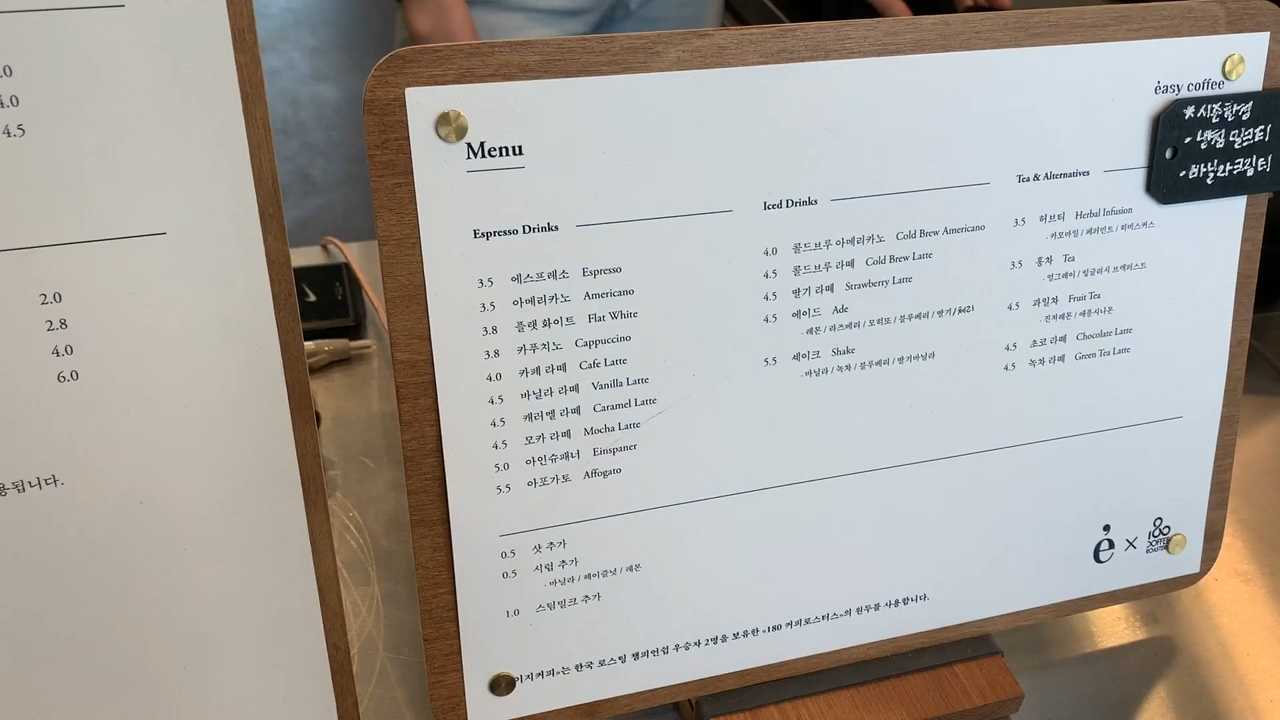 .0
4.0
4.5
2.0
2.8
4.0
6.0
용됩니다.
easy coffee
*시즌한정
- 냉침 밀크티
- 바닐라크림티
Menu
Espresso Drinks
3.5 에스프레소 Espresso
3.5 아메리카노 Americano
3.8 플랫 화이트 Flat White
3.8 카푸치노 Cappuccino
4.0 카페 라떼 Cafe Latte
4.5 바닐라 라떼 Vanilla Latte
4.5 캐러멜 라떼 Caramel Latte
4.5 모카 라떼 Mocha Latte
5.0 아인슈패너 Einspaner
5.5 아포가토 Affogato
Iced Drinks
4.0 콜드브루 아메리카노 Cold Brew Americano
4.5 콜드브루 라떼 Cold Brew Latte
4.5 딸기 라떼 Strawberry Latte
4.5 에이드 Ade
. 레몬 / 라즈베리 / 모히또 / 블루베리 / 딸기 / 체리
5.5 셰이크 Shake
. 바닐라 / 녹차 / 블루베리 / 딸기바닐라
Tea & Alternatives
3.5 허브티 Herbal Infusion
. 카모마일 / 페퍼민트 / 히비스커스
3.5 홍차 Tea
. 얼그레이 / 잉글리시 브랙퍼스트
4.5 과일차 Fruit Tea
. 진저레몬 / 애플시나몬
4.5 초코 라떼 Chocolate Latte
4.5 녹차 라떼 Green Tea Latte
0.5 샷 추가
0.5 시럽 추가
. 바닐라 / 헤이즐넛 / 레몬
1.0 스팀밀크 추가
è × 180 COFFEE ROASTERS
이지커피»는 한국 로스팅 챔피언쉽 우승자 2명을 보유한 «180 커피로스터스»의 원두를 사용합니다.